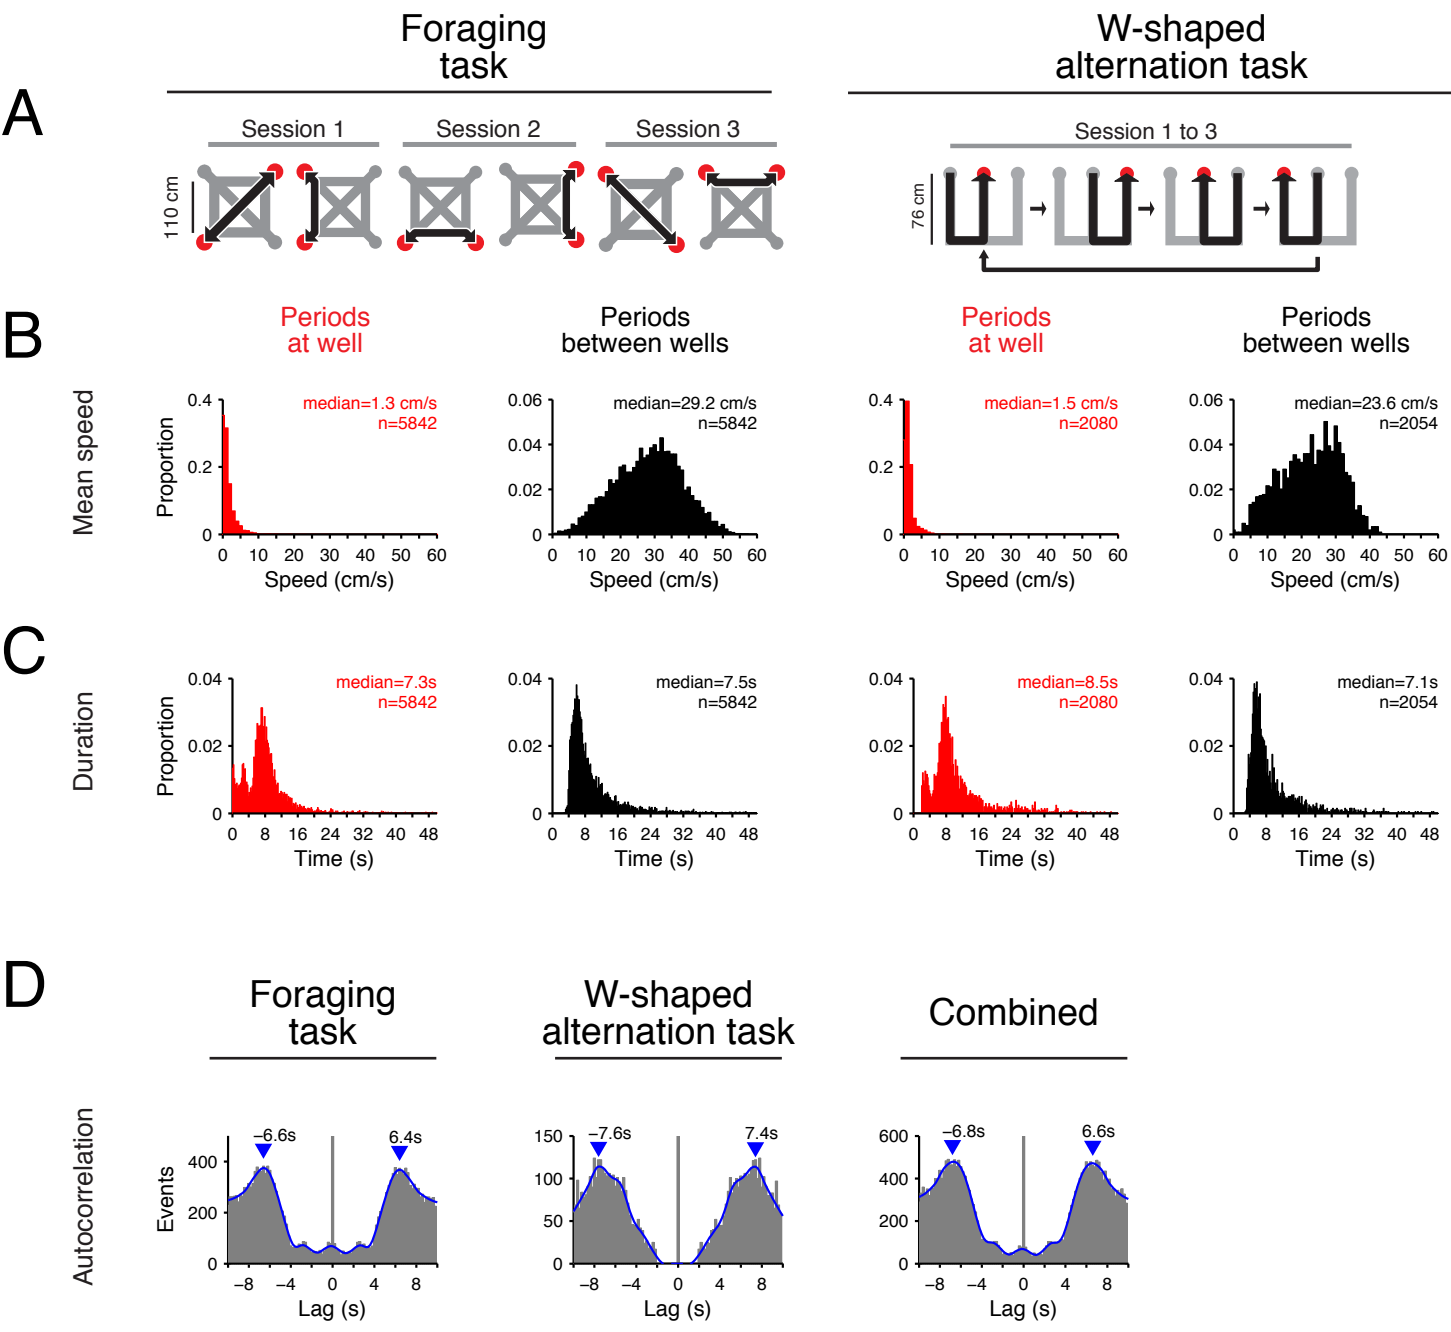 Foraging
task
W-shaped
alternation task
A
Session 1
Session 2
Session 3
Session 1 to 3
110 cm
76 cm
B
Periods
at well
Periods
between wells
Periods
at well
Periods
between wells
Mean speed
Proportion
0.4
0.2
0
median=1.3 cm/s
n=5842
0 10 20 30 40 50 60
Speed (cm/s)
0.06
0.04
0.02
0
median=29.2 cm/s
n=5842
0 10 20 30 40 50 60
Speed (cm/s)
0.4
0.2
0
median=1.5 cm/s
n=2080
0 10 20 30 40 50 60
Speed (cm/s)
0.06
0.04
0.02
0
median=23.6 cm/s
n=2054
0 10 20 30 40 50 60
Speed (cm/s)
C
Duration
Proportion
0.04
0.02
0
median=7.3s
n=5842
0 8 16 24 32 40 48
Time (s)
0.04
0.02
0
median=7.5s
n=5842
0 8 16 24 32 40 48
Time (s)
0.04
0.02
0
median=8.5s
n=2080
0 8 16 24 32 40 48
Time (s)
0.04
0.02
0
median=7.1s
n=2054
0 8 16 24 32 40 48
Time (s)
D
Foraging
task
W-shaped
alternation task
Combined
Autocorrelation
Events
−6.6s 6.4s
400
200
0
−8 −4 0 4 8
Lag (s)
−7.6s 7.4s
150
100
50
0
−8 −4 0 4 8
Lag (s)
−6.8s 6.6s
600
400
200
0
−8 −4 0 4 8
Lag (s)